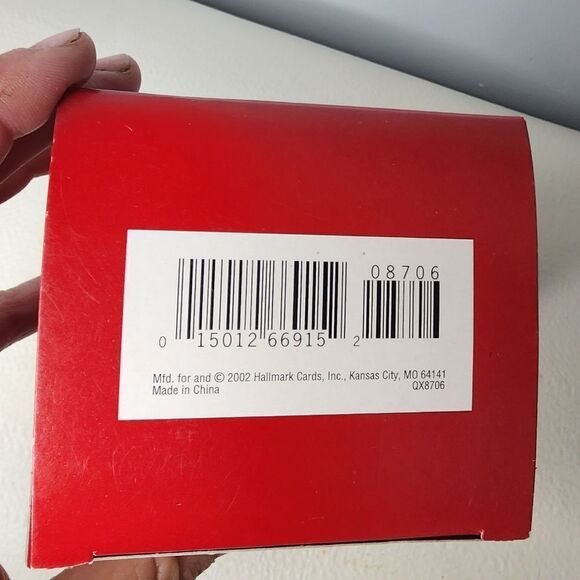 08706
0 15012 66915 2
Mfd. for and © 2002 Hallmark Cards, Inc., Kansas City, MO 64141
Made in China QX8706